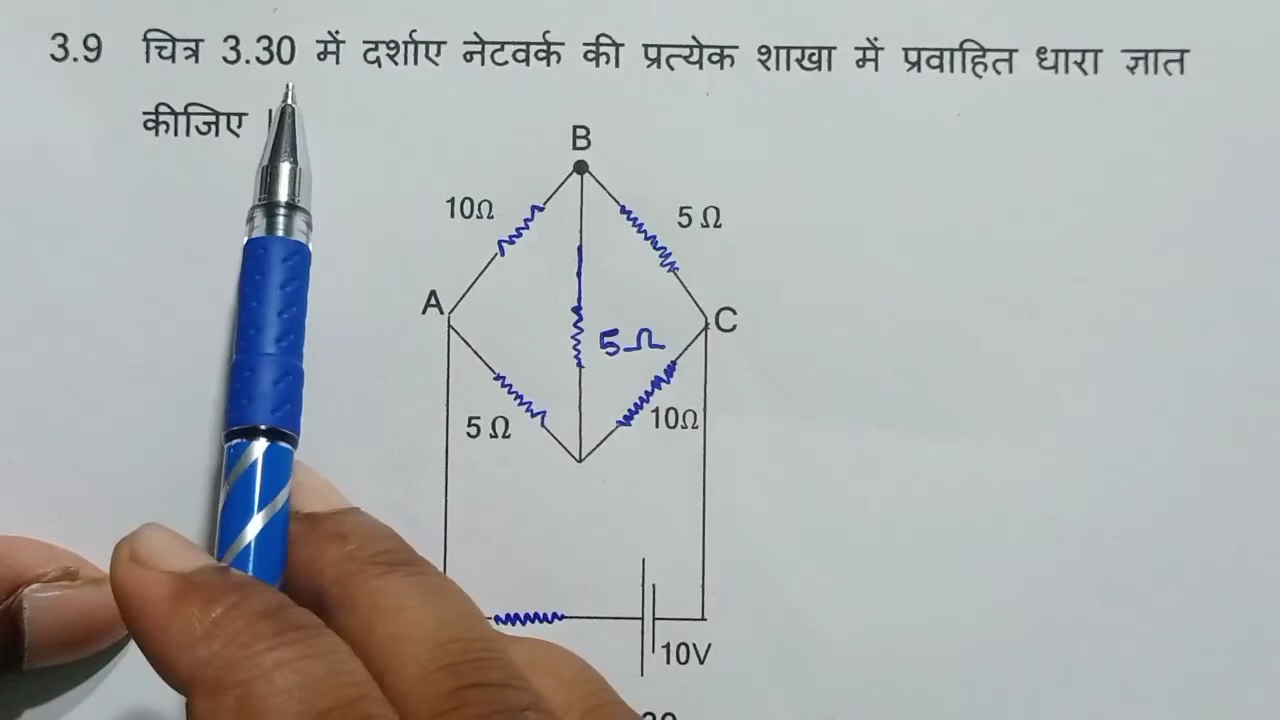 3.9 चित्र 3.30 में दर्शाए नेटवर्क की प्रत्येक शाखा में प्रवाहित धारा ज्ञात
कीजिए |
B
10Ω
5 Ω
A
C
5Ω
5 Ω
10Ω
10V